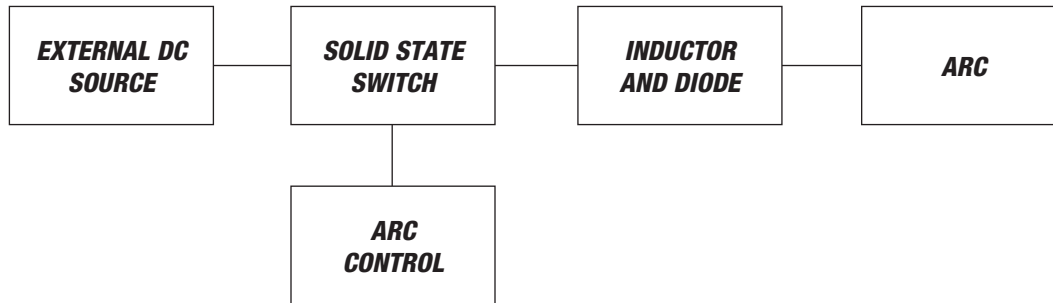 EXTERNAL DC
SOURCE
SOLID STATE
SWITCH
INDUCTOR
AND DIODE
ARC
ARC
CONTROL